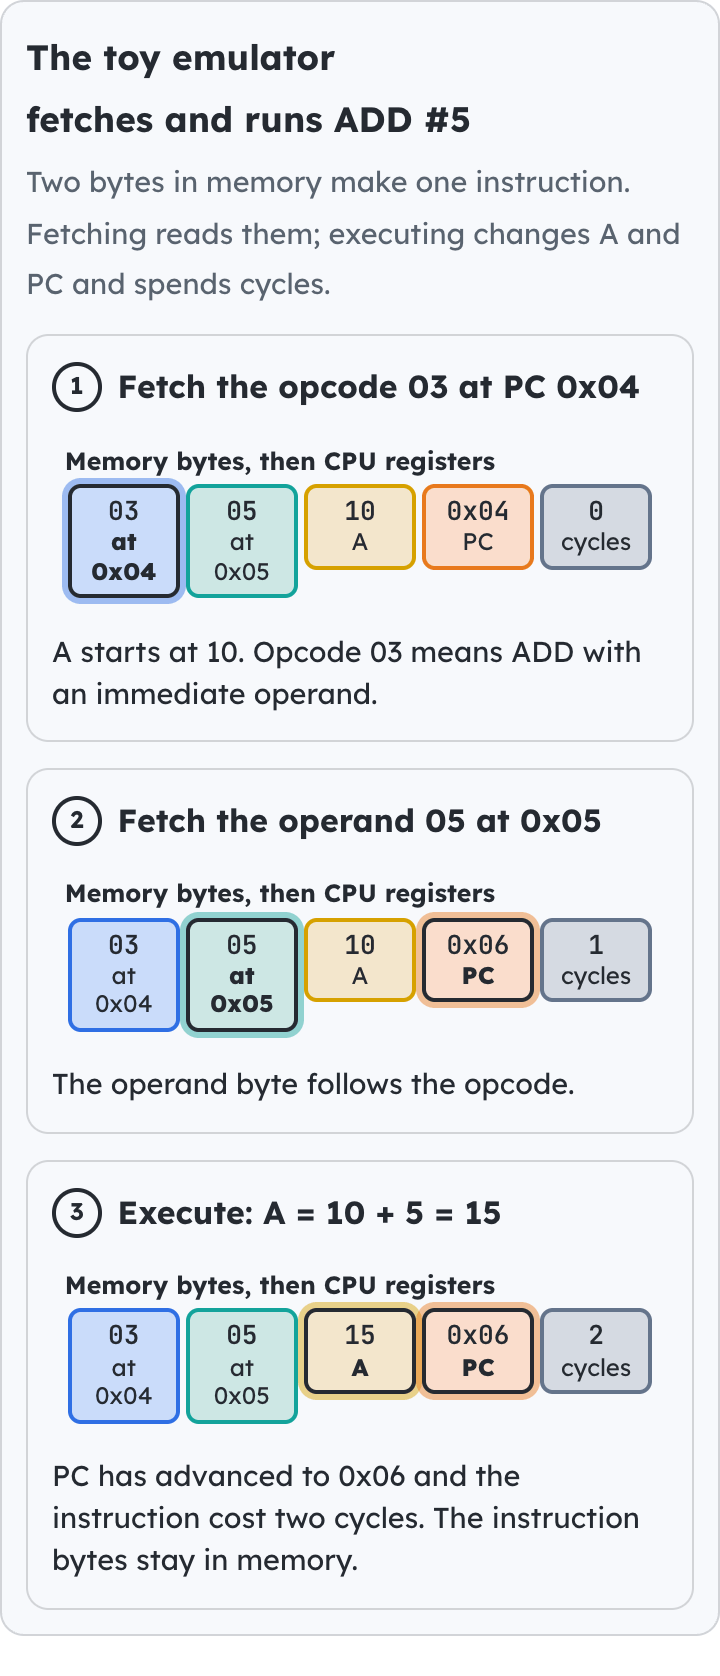 The toy emulator
fetches and runs ADD #5
Two bytes in memory make one instruction.
Fetching reads them; executing changes A and
PC and spends cycles.
1 Fetch the opcode 03 at PC 0x04
Memory bytes, then CPU registers
03 05 10 0x04 0
at at A PC cycles
0x04 0x05
A starts at 10. Opcode 03 means ADD with
an immediate operand.
2 Fetch the operand 05 at 0x05
Memory bytes, then CPU registers
03 05 10 0x06 1
at at A PC cycles
0x04 0x05
The operand byte follows the opcode.
3 Execute: A = 10 + 5 = 15
Memory bytes, then CPU registers
03 05 15 0x06 2
at at A PC cycles
0x04 0x05
PC has advanced to 0x06 and the
instruction cost two cycles. The instruction
bytes stay in memory.